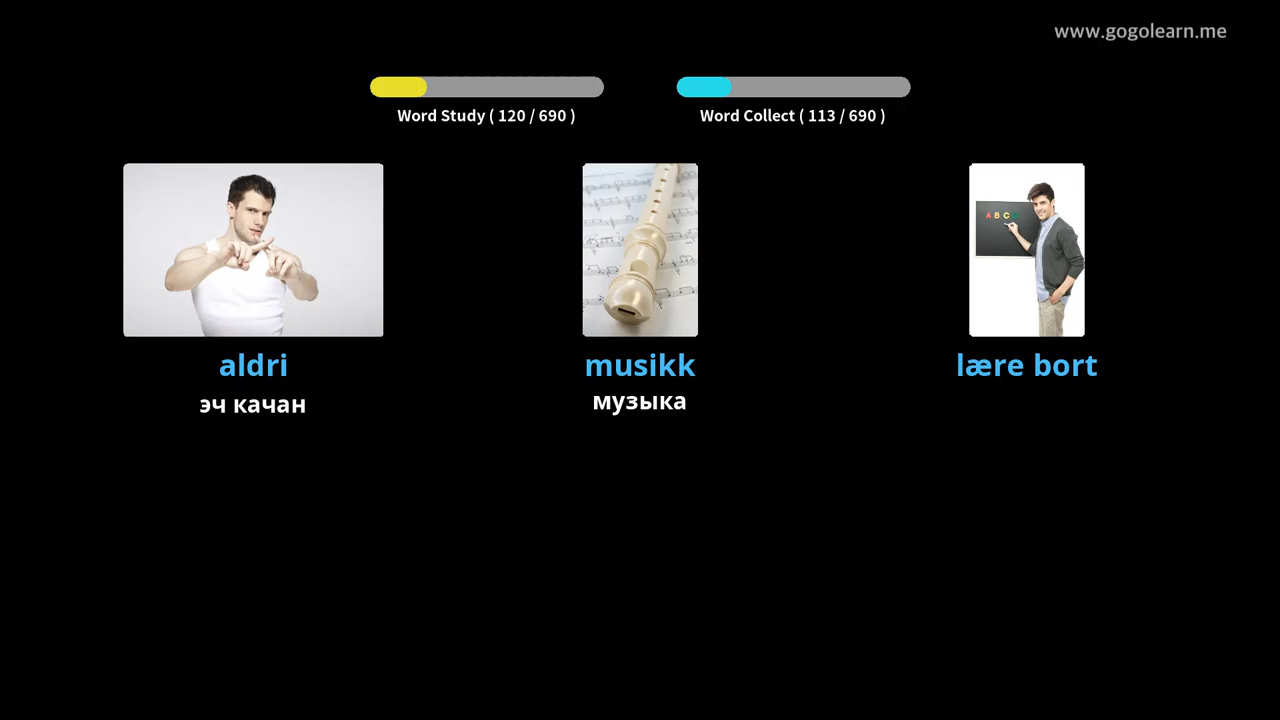 www.gogolearn.me
Word Study ( 120 / 690 )
Word Collect ( 113 / 690 )
A B C C
aldri
musikk
lære bort
эч качан
музыка